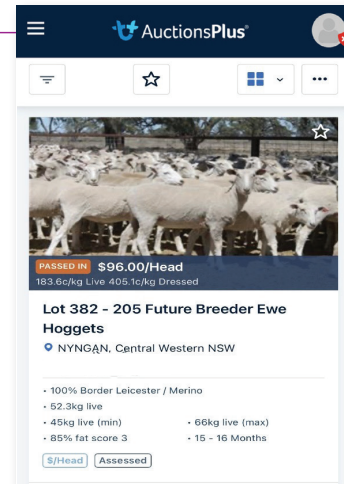 AuctionsPlus
PASSED IN $96.00/Head
183.6c/kg Live 405.1c/kg Dressed
Lot 382 - 205 Future Breeder Ewe
Hoggets
NYNGAN, Central Western NSW
• 100% Border Leicester / Merino
• 52.3kg live
• 45kg live (min) • 66kg live (max)
• 85% fat score 3 • 15 - 16 Months
$/Head Assessed